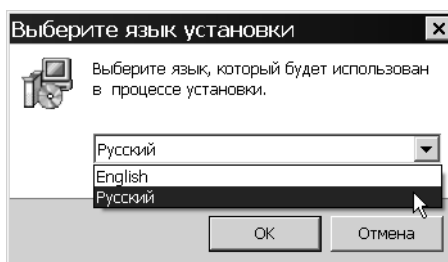 Выберите язык установки
Выберите язык, который будет использован
в процессе установки.
Русский
English
Русский
OK
Отмена